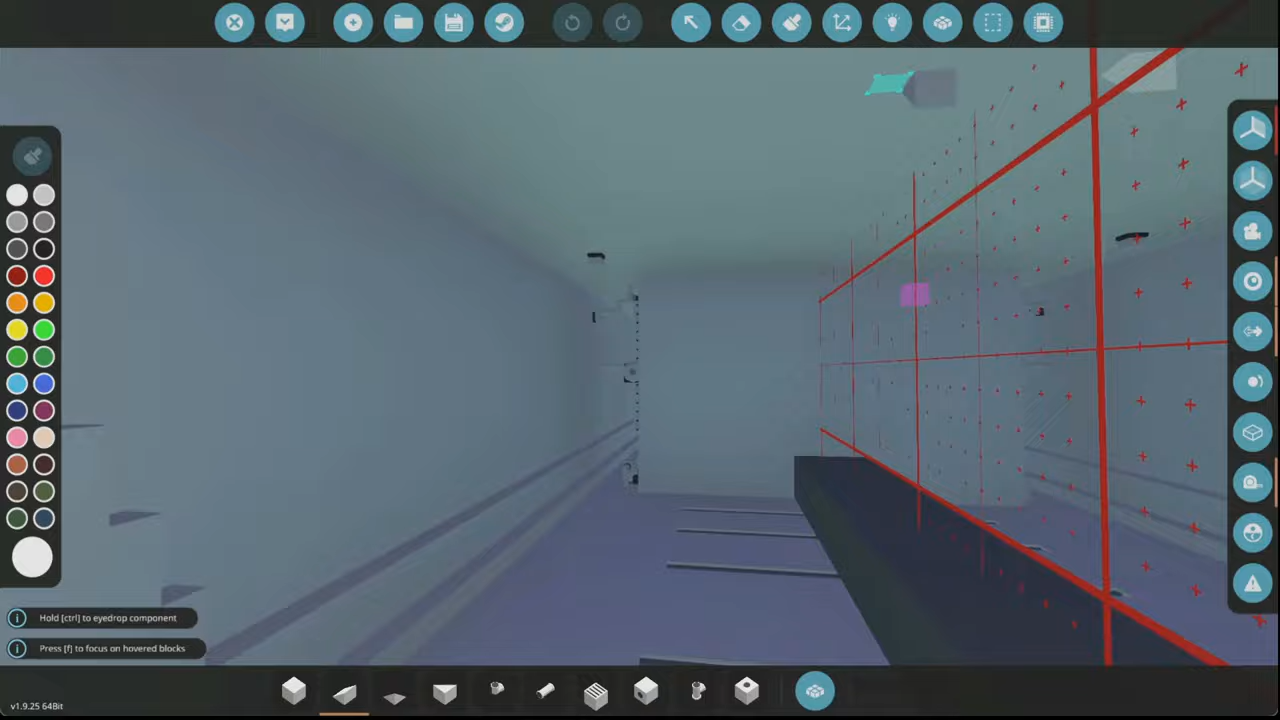 Hold [ctrl] to eyedrop component
Press [f] to focus on hovered blocks
v1.9.25 64Bit